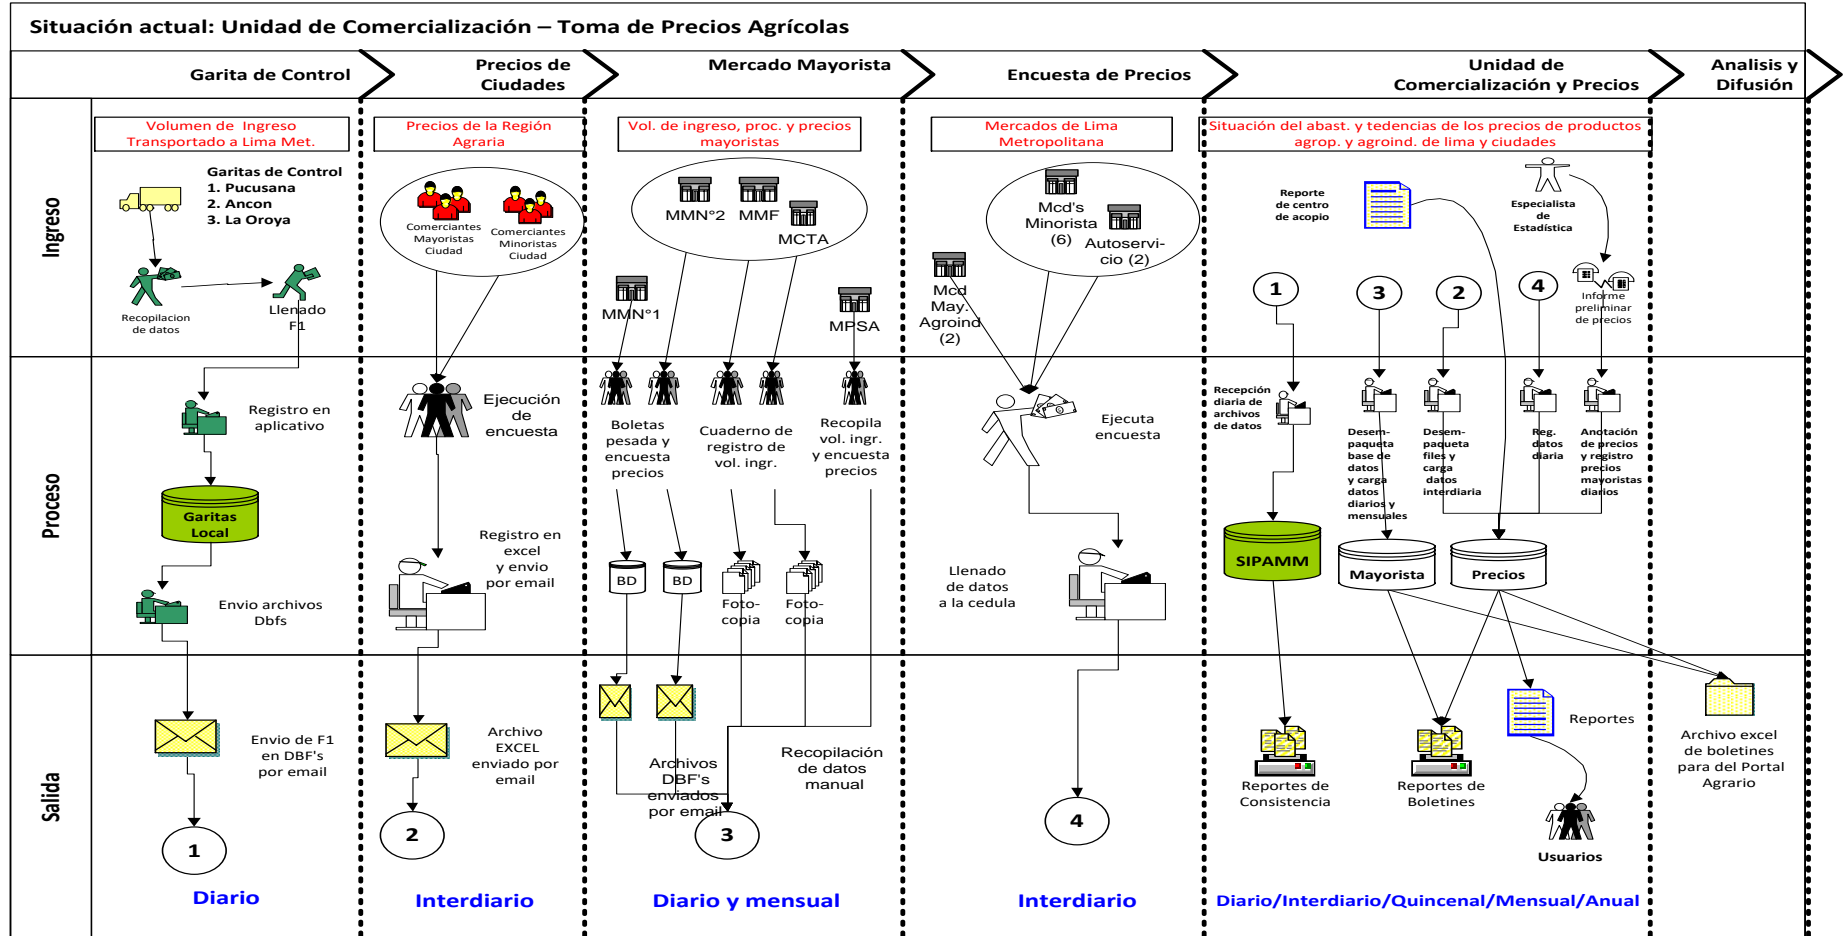 Situación actual: Unidad de Comercialización – Toma de Precios Agrícolas
Garita de Control
Precios de
Ciudades
Mercado Mayorista
Encuesta de Precios
Unidad de
Comercialización y Precios
Analisis y
Difusión
Ingreso
Volumen de Ingreso
Transportado a Lima Met.
Garitas de Control
1. Pucusana
2. Ancon
3. La Oroya
Recopilacion
de datos
Llenado
F1
Precios de la Región
Agraria
Comerciantes
Mayoristas
Ciudad
Comerciantes
Minoristas
Ciudad
Vol. de ingreso, proc. y precios
mayoristas
MMN°2
MMF
MCTA
MMN°1
MPSA
Mercados de Lima
Metropolitana
Mcd's
Minorista
(6)
Autoservi-
cio (2)
Mcd
May.
Agroind
(2)
Situación del abast. y tedencias de los precios de productos
agrop. y agroind. de lima y ciudades
Reporte
de centro
de acopio
Especialista
de
Estadística
1
3
2
4
Informe
preliminar
de precios
Proceso
Registro en
aplicativo
Garitas
Local
Envio archivos
Dbfs
Ejecución
de
encuesta
Registro en
excel
y envio
por email
Boletas
pesada y
encuesta
precios
Cuaderno de
registro de
vol. ingr.
Recopila
vol. ingr.
y encuesta
precios
BD
BD
Foto-
copia
Foto-
copia
Ejecuta
encuesta
Llenado
de datos
a la cedula
Recepción
diaria de
archivos
de datos
Desem-
paqueta
base de
datos
y carga
datos
diarios y
mensuales
Desem-
paqueta
files y
carga
datos
interdiaria
Reg.
datos
diaria
Anotación
de precios
y registro
precios
mayoristas
diarios
SIPAMM
Mayorista
Precios
Salida
Envio de F1
en DBF's
por email
1
Diario
Archivo
EXCEL
enviado por
email
2
Interdiario
Archivos
DBF's
enviados
por email
Recopilación
de datos
manual
3
Diario y mensual
4
Interdiario
Reportes de
Consistencia
Reportes de
Boletines
Reportes
Usuarios
Diario/Interdiario/Quincenal/Mensual/Anual
Archivo excel
de boletines
para del Portal
Agrario